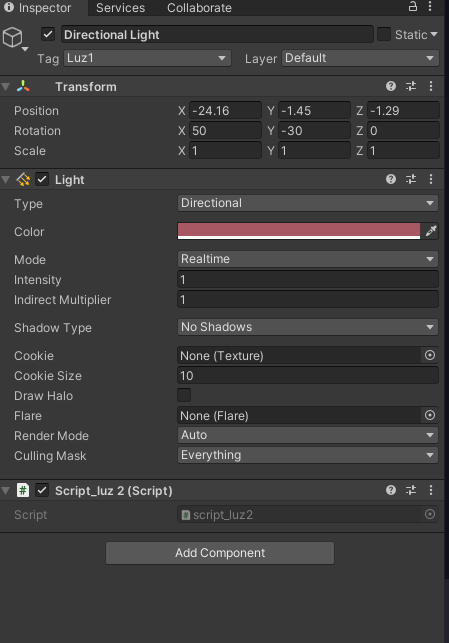 Inspector Services Collaborate
Directional Light Static
Tag Luz1 Layer Default
Transform
Position X -24.16 Y -1.45 Z -1.29
Rotation X 50 Y -30 Z 0
Scale X 1 Y 1 Z 1
Light
Type Directional
Color
Mode Realtime
Intensity 1
Indirect Multiplier 1
Shadow Type No Shadows
Cookie None (Texture)
Cookie Size 10
Draw Halo
Flare None (Flare)
Render Mode Auto
Culling Mask Everything
# Script_luz 2 (Script)
Script # script_luz2
Add Component